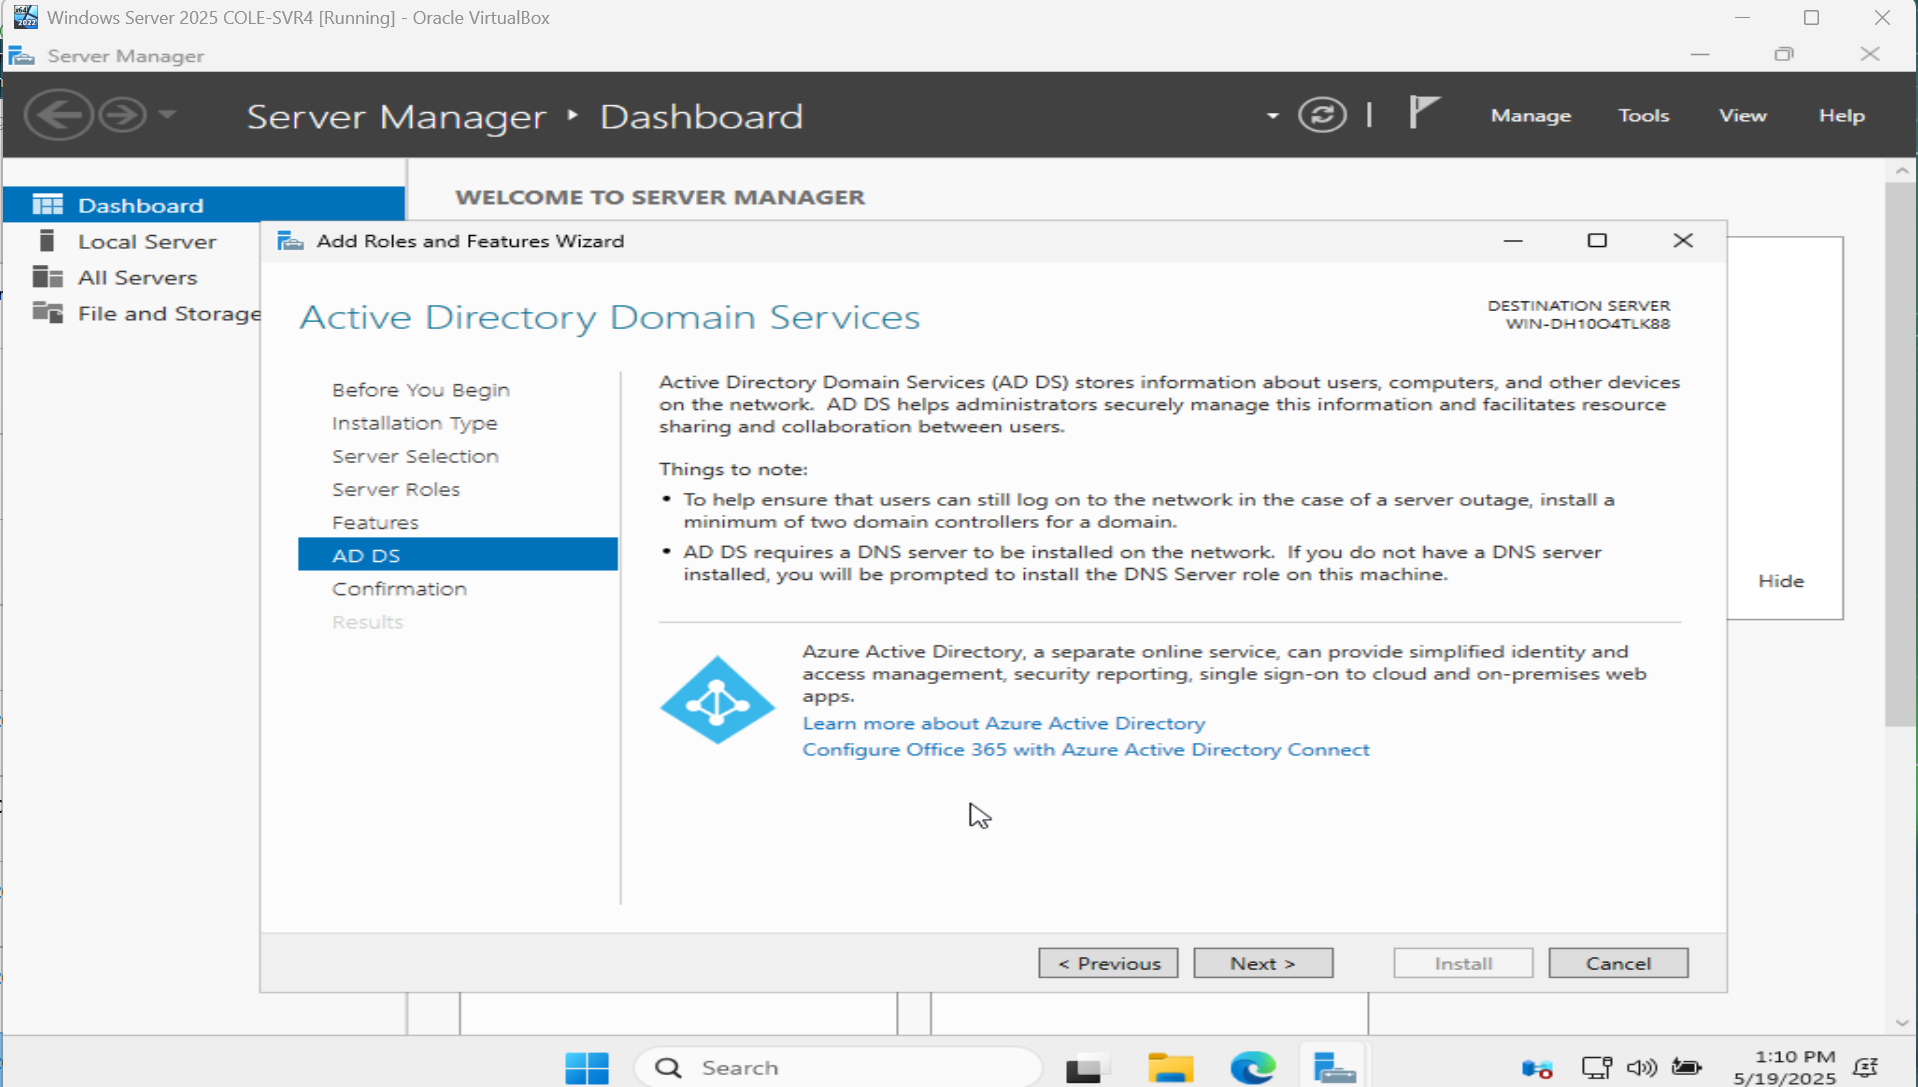 Windows Server 2025 COLE-SVR4 [Running] - Oracle VirtualBox
Server Manager
Server Manager ‣ Dashboard
Manage Tools View Help
WELCOME TO SERVER MANAGER
Dashboard
Local Server
All Servers
File and Storage
Add Roles and Features Wizard
Active Directory Domain Services
DESTINATION SERVER
WIN-DH10O4TLK88
Before You Begin
Installation Type
Server Selection
Server Roles
Features
AD DS
Confirmation
Results
Active Directory Domain Services (AD DS) stores information about users, computers, and other devices
on the network. AD DS helps administrators securely manage this information and facilitates resource
sharing and collaboration between users.
Things to note:
• To help ensure that users can still log on to the network in the case of a server outage, install a
minimum of two domain controllers for a domain.
• AD DS requires a DNS server to be installed on the network. If you do not have a DNS server
installed, you will be prompted to install the DNS Server role on this machine.
Hide
Azure Active Directory, a separate online service, can provide simplified identity and
access management, security reporting, single sign-on to cloud and on-premises web
apps.
Learn more about Azure Active Directory
Configure Office 365 with Azure Active Directory Connect
< Previous Next > Install Cancel
Search
1:10 PM
5/19/2025